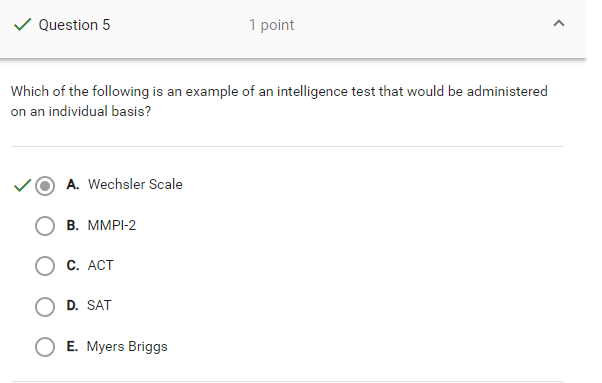 Question 5 1 point
Which of the following is an example of an intelligence test that would be administered
on an individual basis?
A. Wechsler Scale
B. MMPI-2
C. ACT
D. SAT
E. Myers Briggs